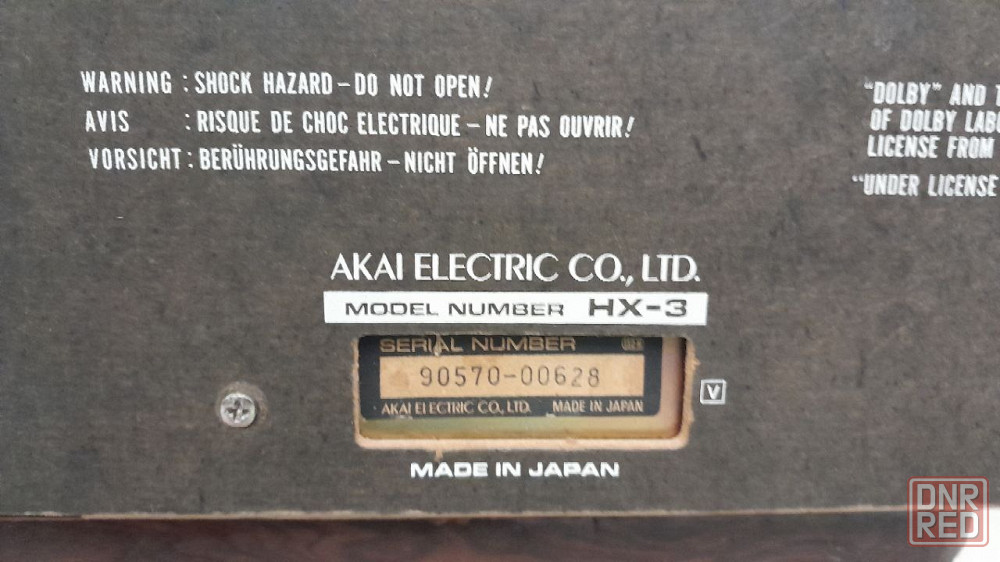 WARNING : SHOCK HAZARD – DO NOT OPEN!
AVIS : RISQUE DE CHOC ELECTRIQUE – NE PAS OUVRIR!
VORSICHT : BERÜHRUNGSGEFAHR – NICHT ÖFFNEN!
"DOLBY" AND
OF DOLBY
LICENSE FROM
"UNDER LICENSE
AKAI ELECTRIC CO., LTD.
MODEL NUMBER HX-3
SERIAL NUMBER
90570-00628
AKAI ELECTRIC CO., LTD. MADE IN JAPAN
V
MADE IN JAPAN
DNR
RED